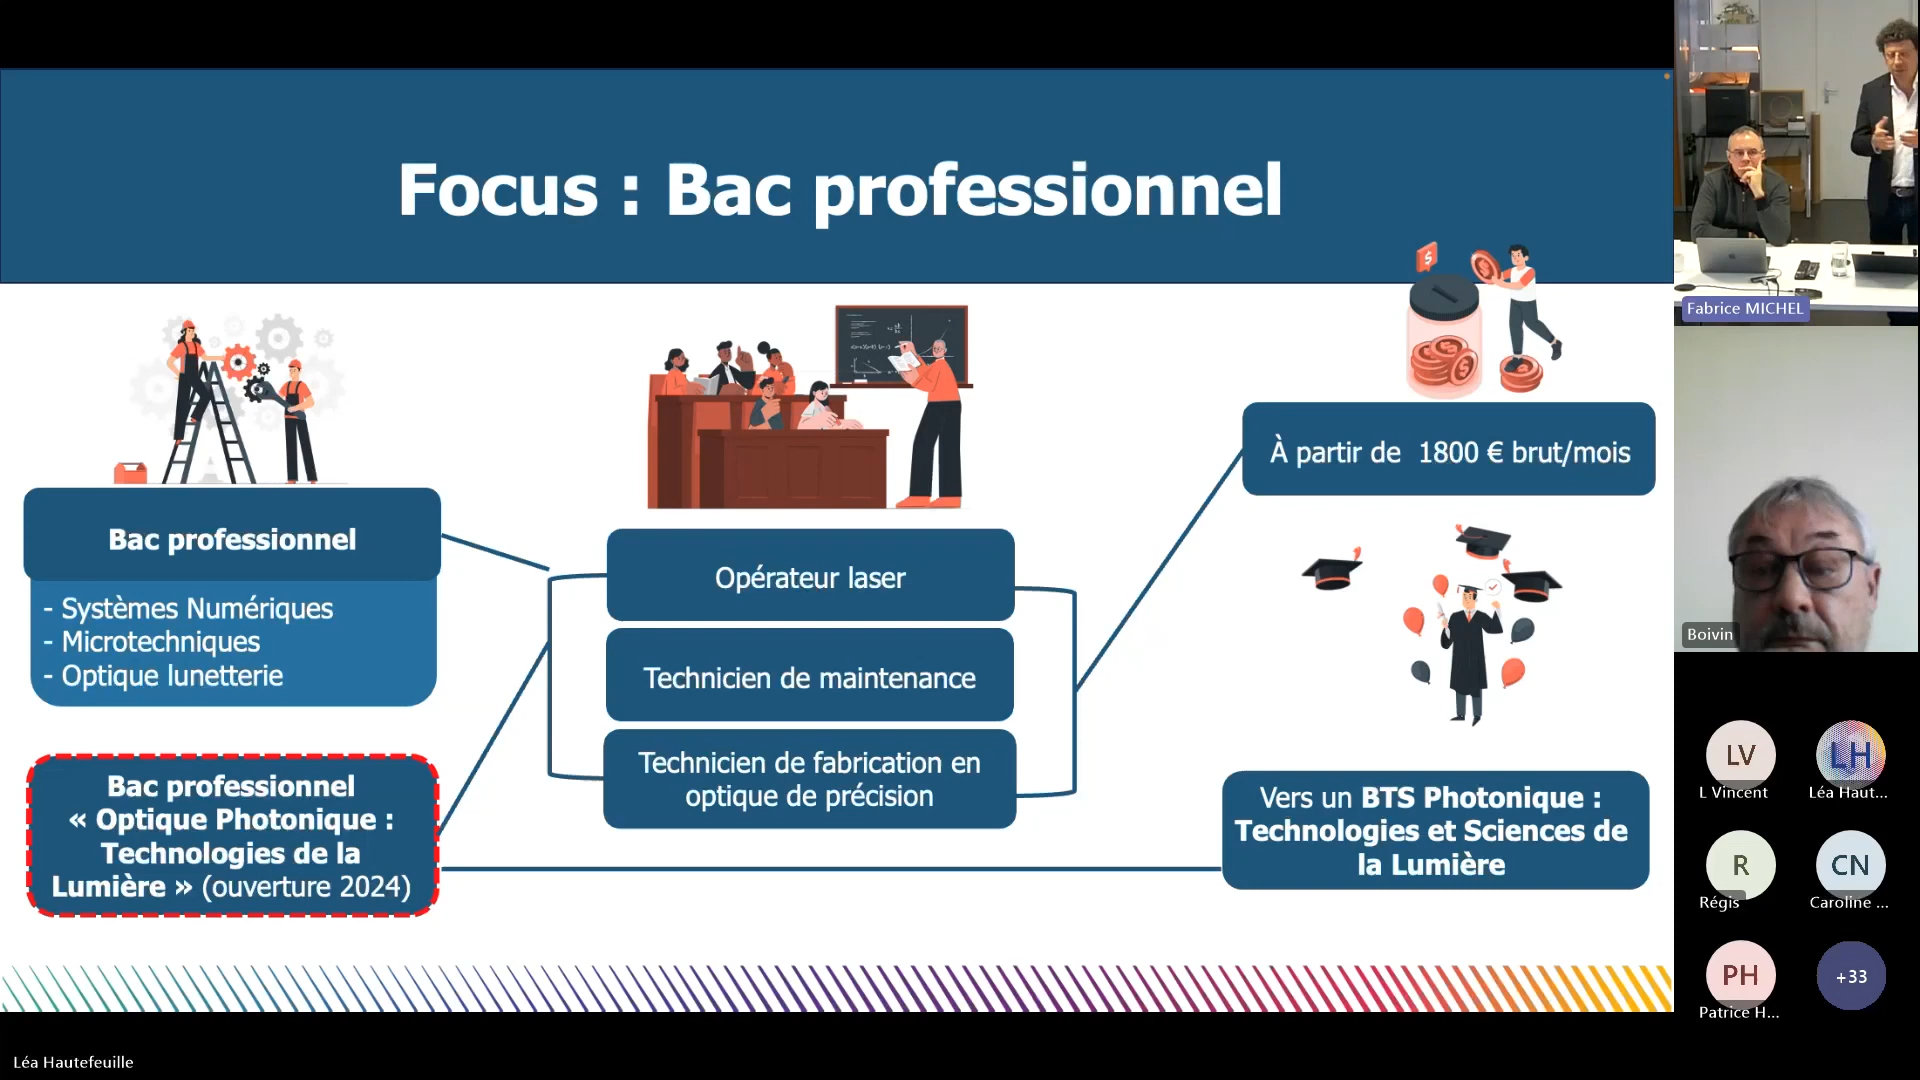 Focus : Bac professionnel
Bac professionnel
- Systèmes Numériques
- Microtechniques
- Optique lunetterie
Bac professionnel
« Optique Photonique :
Technologies de la
Lumière » (ouverture 2024)
Opérateur laser
Technicien de maintenance
Technicien de fabrication en
optique de précision
À partir de 1800 € brut/mois
Vers un BTS Photonique :
Technologies et Sciences de
la Lumière
Fabrice MICHEL
Boivin
LV
L Vincent
LH
Léa Haut...
R
Régis
CN
Caroline ...
PH
Patrice H...
+33
Léa Hautefeuille